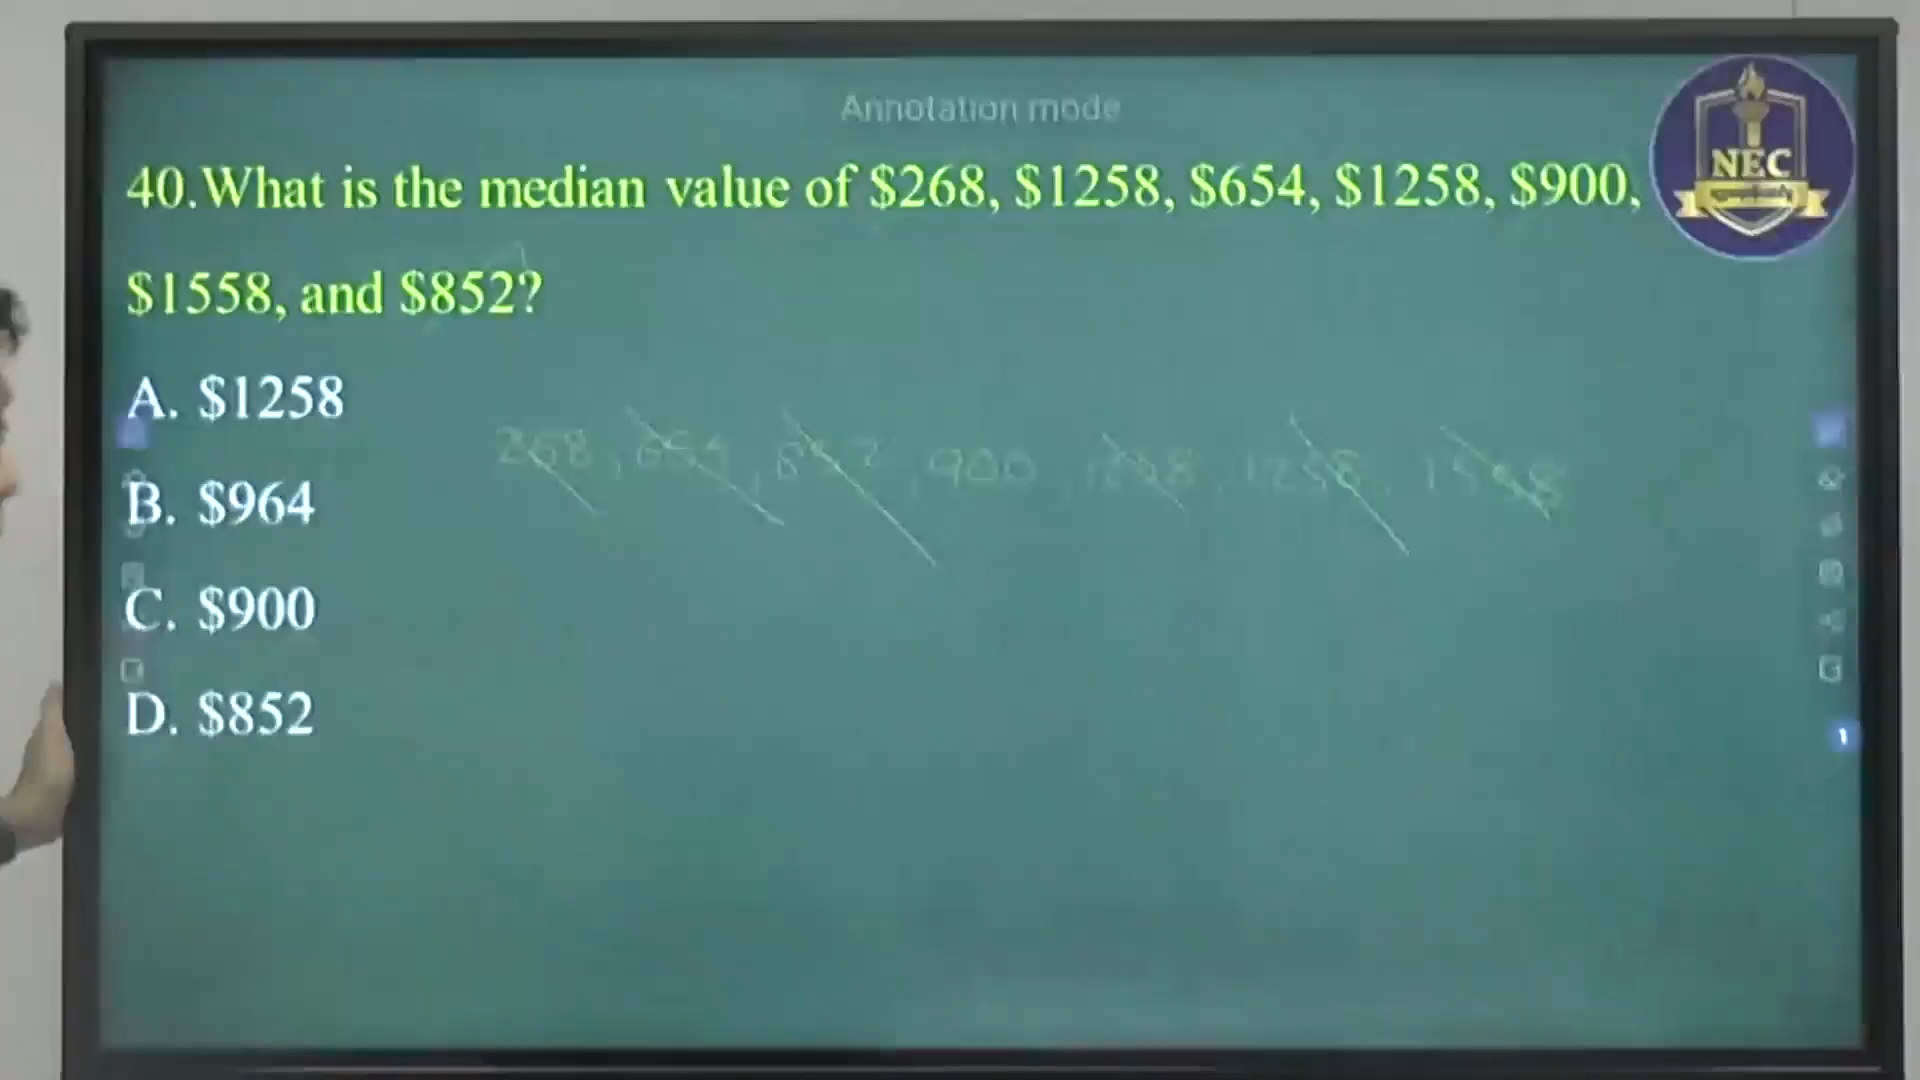 Annotation mode
NEC
40. What is the median value of $268, $1258, $654, $1258, $900,
$1558, and $852?
A. $1258
268, 654, 852, 900, 1258, 1258, 1558
B. $964
C. $900
D. $852
1